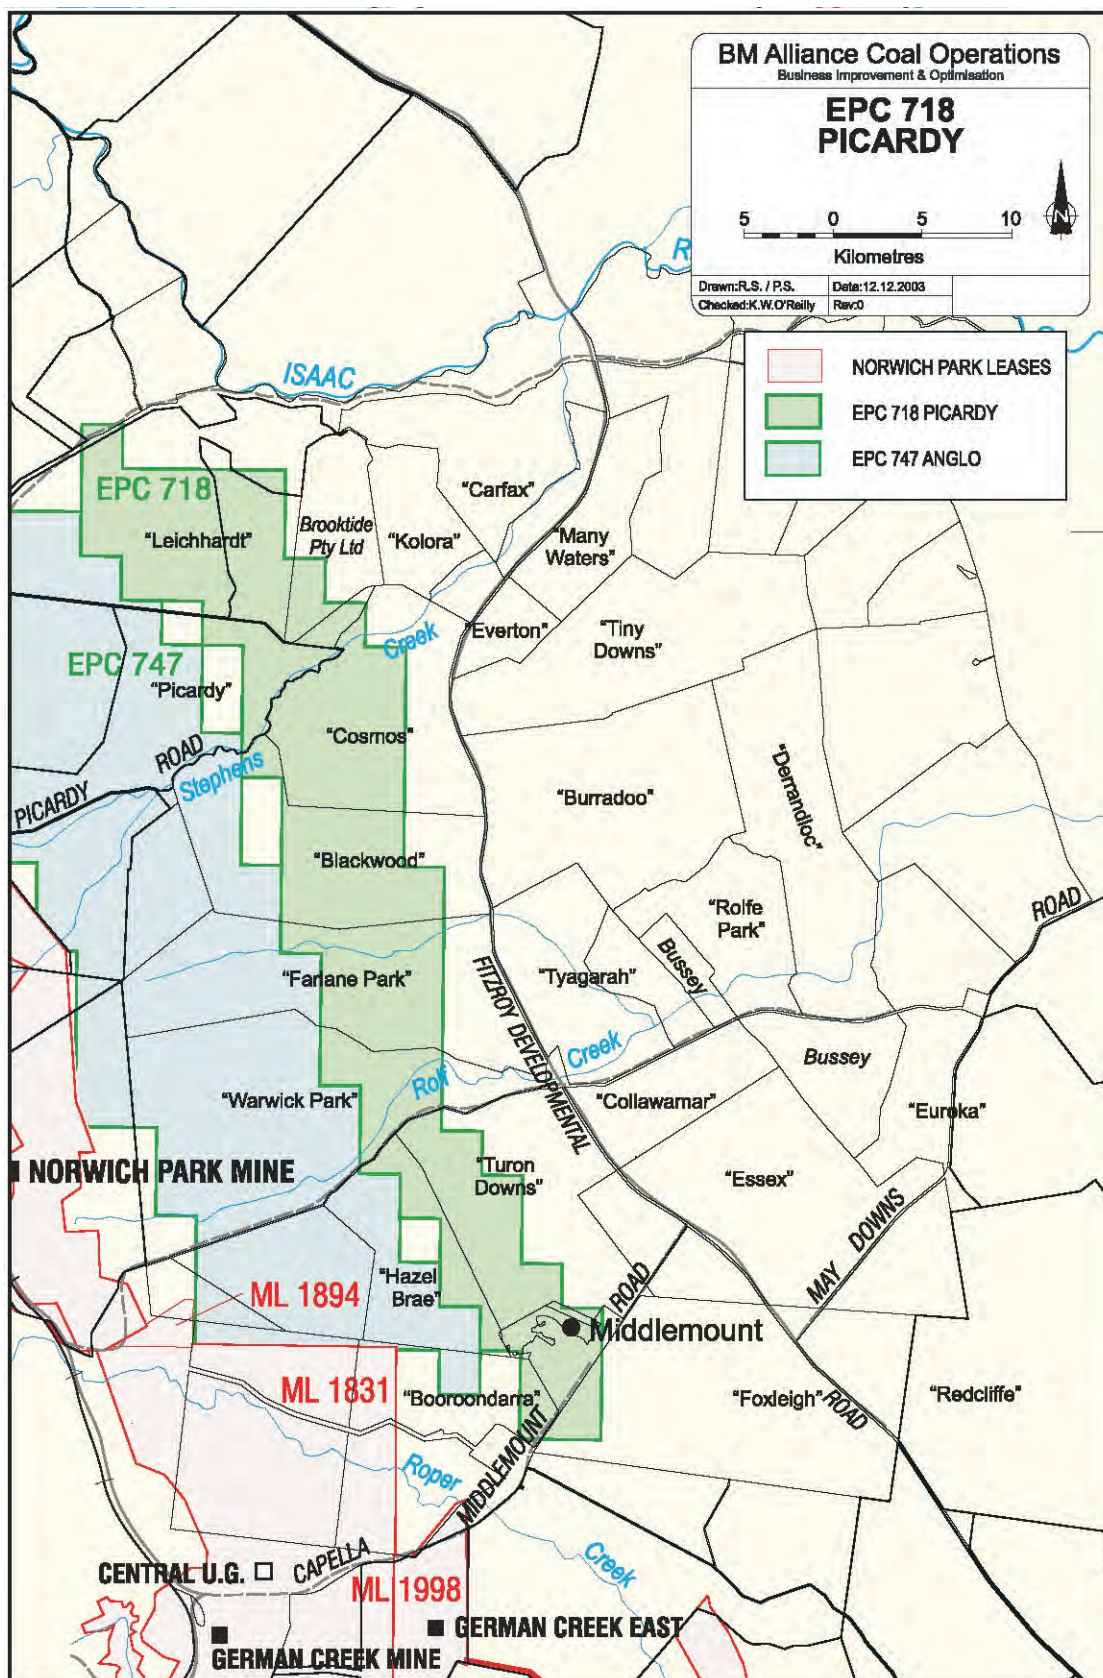 BM Alliance Coal Operations
Business Improvement & Optimisation
EPC 718
PICARDY
N
5 0 5 10
Kilometres
Drawn:R.S. / P.S. Date:12.12.2003
Checked:K.W.O'Reilly Rev:0
R
NORWICH PARK LEASES
EPC 718 PICARDY
EPC 747 ANGLO
ISAAC
EPC 718
"Leichhardt"
Brooktide
Pty Ltd
"Kolora"
"Carfax"
"Many
Waters"
"Everton"
"Tiny
Downs"
Creek
EPC 747
"Picardy"
"Cosmos"
PICARDY ROAD
Stephens
"Burradoo"
"Derrandloc"
"Blackwood"
"Rolfe
Park"
ROAD
Bussey
"Farlane Park"
"Tyagarah"
FITZROY DEVELOPMENTAL
Rolf
Creek
Bussey
"Warwick Park"
"Collawamar"
"Eureka"
NORWICH PARK MINE
"Turon
Downs"
"Essex"
MAY DOWNS
ROAD
"Hazel
Brae"
ML 1894
Middlemount
ML 1831
"Booroondarra"
"Foxleigh"
ROAD
"Redcliffe"
Roper
MIDDLEMOUNT
CAPELLA
Creek
CENTRAL U.G.
ML 1998
GERMAN CREEK EAST
GERMAN CREEK MINE